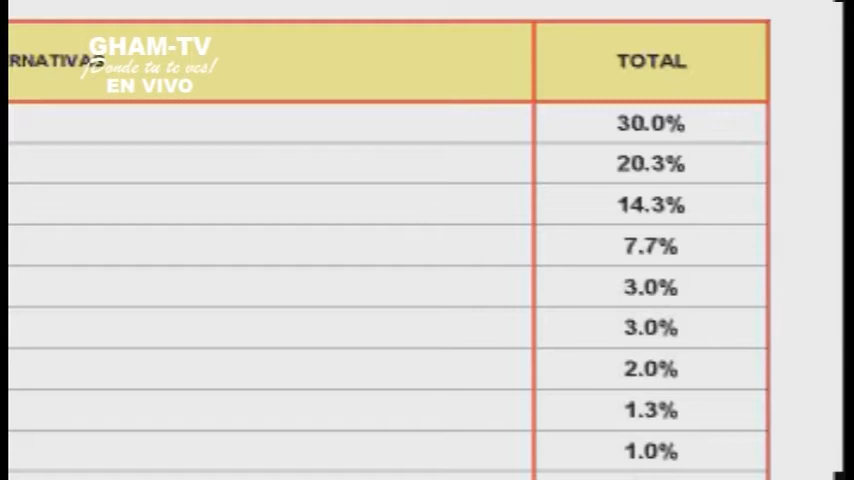 RNATIVAS
TOTAL
GHAM-TV
¡Donde tu te ves!
EN VIVO
30.0%
20.3%
14.3%
7.7%
3.0%
3.0%
2.0%
1.3%
1.0%